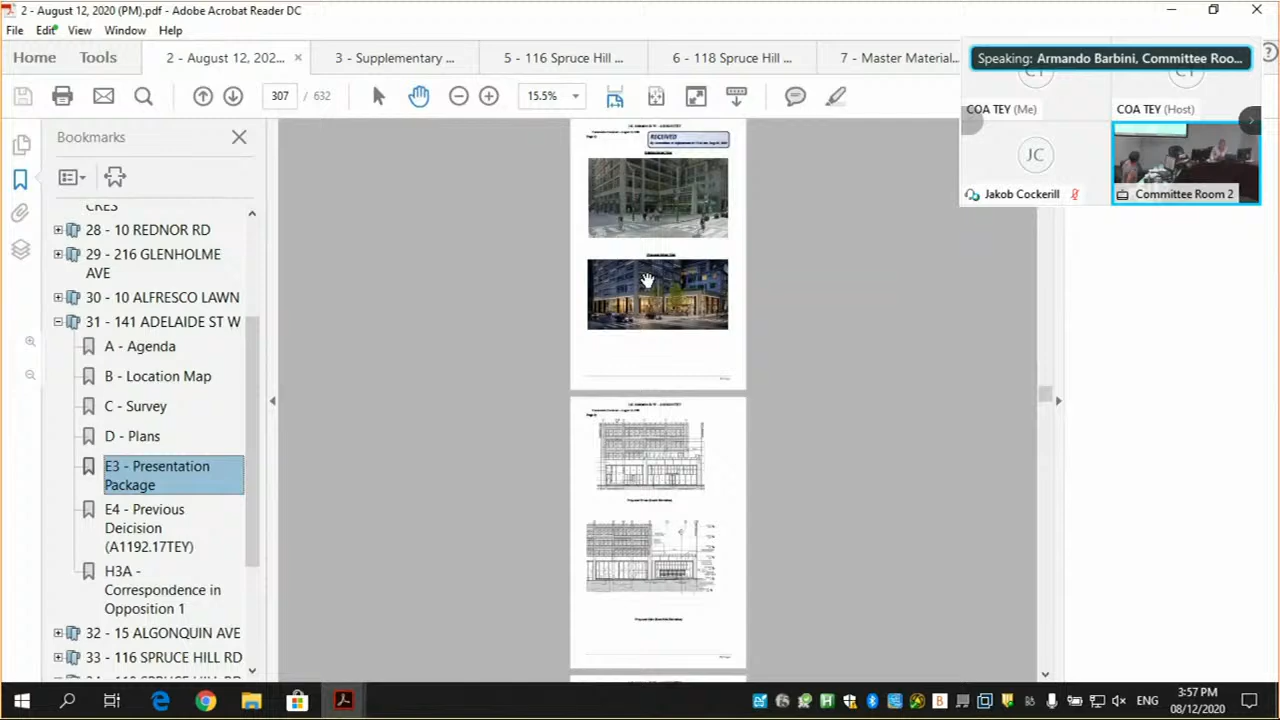 2 - August 12, 2020 (PM).pdf - Adobe Acrobat Reader DC
File Edit View Window Help
Home Tools 2 - August 12, 202... × 3 - Supplementary ... 5 - 116 Spruce Hill ... 6 - 118 Spruce Hill ... 7 - Master Material...
307 / 632 15.5%
Speaking: Armando Barbini, Committee Roo...
COA TEY (Me) COA TEY (Host)
JC
Jakob Cockerill Committee Room 2
Bookmarks
CRES
28 - 10 REDNOR RD
29 - 216 GLENHOLME
AVE
30 - 10 ALFRESCO LAWN
31 - 141 ADELAIDE ST W
A - Agenda
B - Location Map
C - Survey
D - Plans
E3 - Presentation
Package
F - Previous
Deicision
(A1192.17TEY)
H3A -
Correspondence in
Opposition 1
32 - 15 ALGONQUIN AVE
33 - 116 SPRUCE HILL RD
RECEIVED
ENG
3:57 PM
08/12/2020